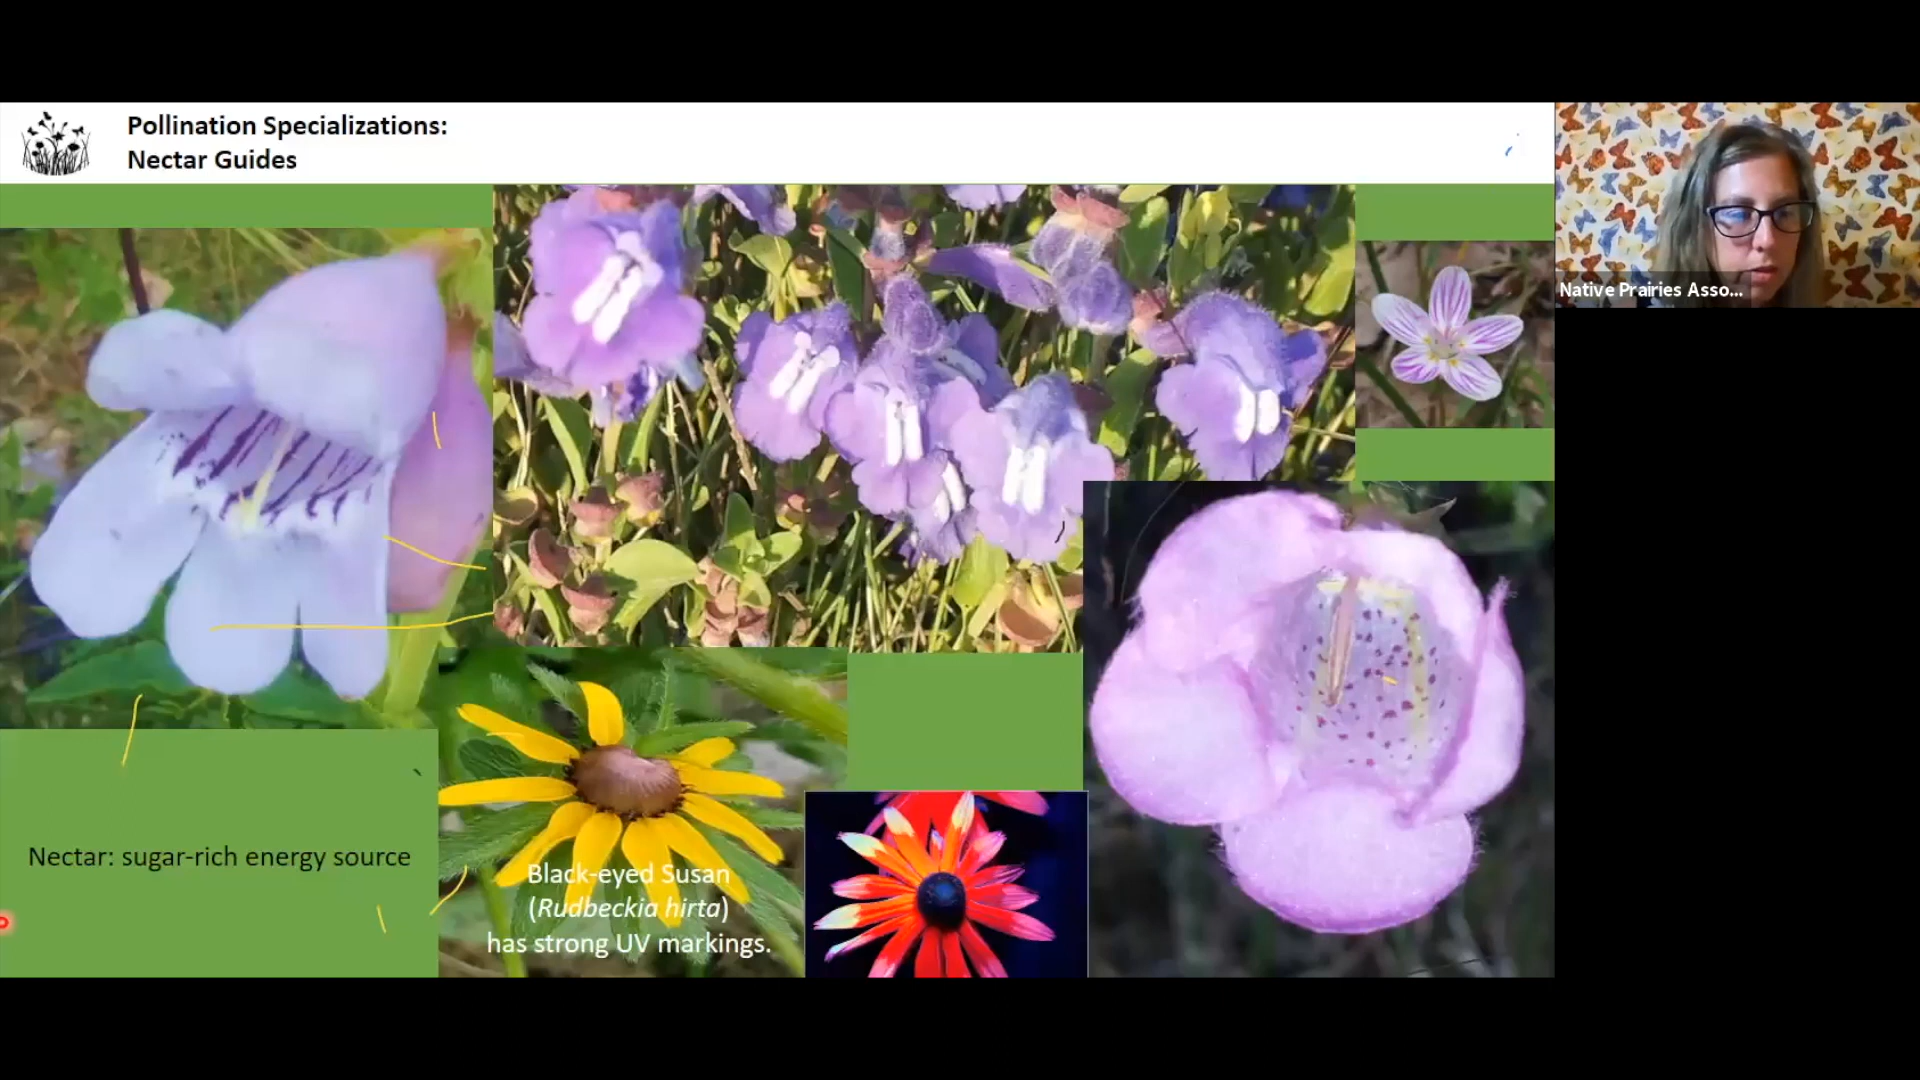 Pollination Specializations:
Nectar Guides
Native Prairies Asso...
Nectar: sugar-rich energy source
Black-eyed Susan
(Rudbeckia hirta)
has strong UV markings.